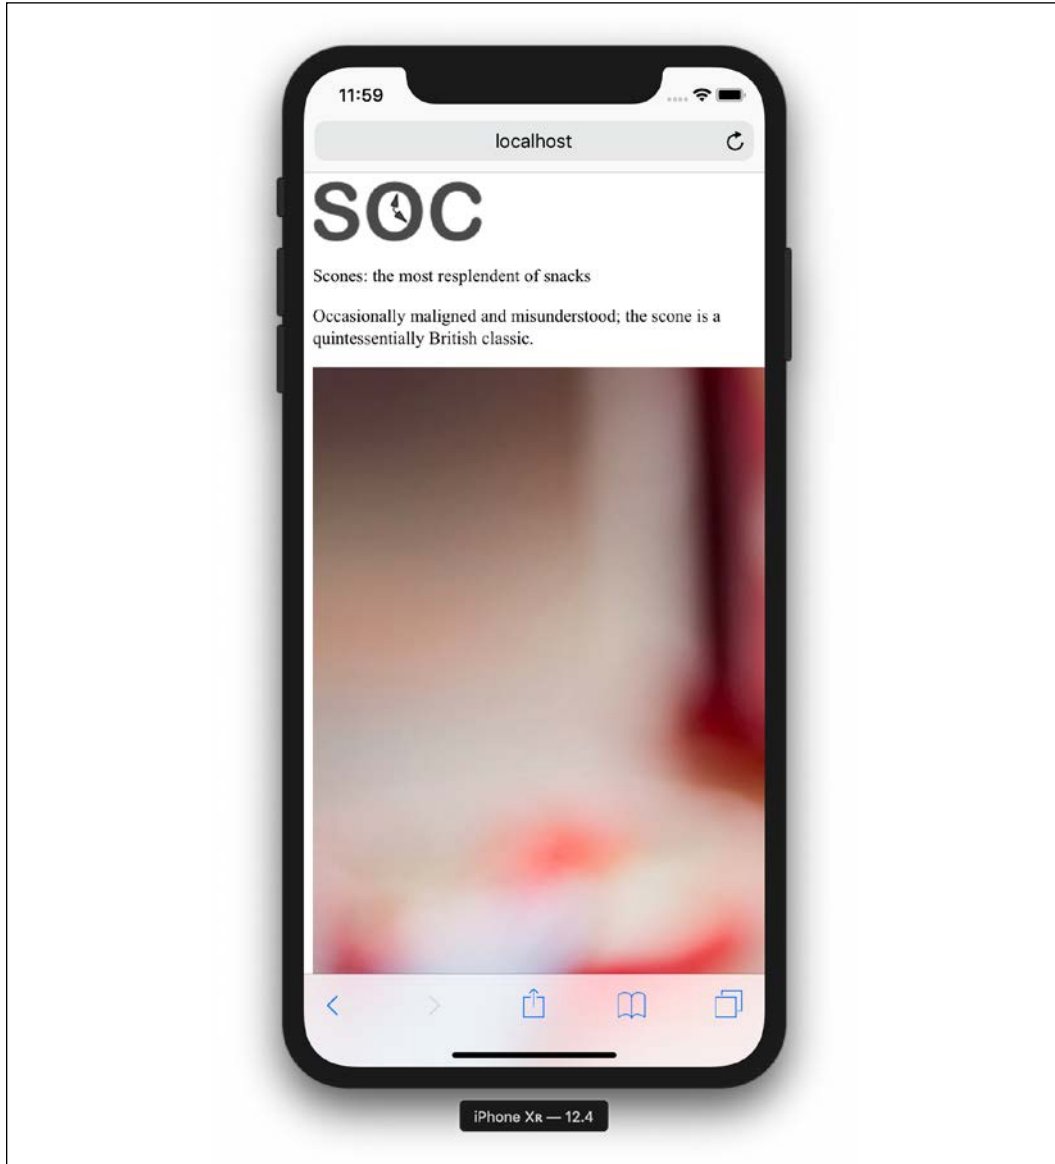 11:59
localhost
SOC
Scones: the most resplendent of snacks
Occasionally maligned and misunderstood; the scone is a
quintessentially British classic.
iPhone XR — 12.4